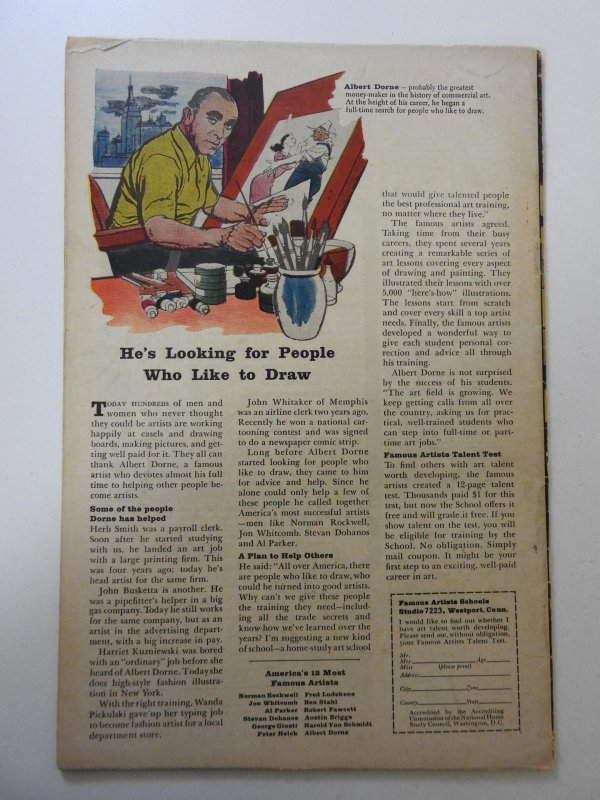 Albert Dorne — probably the greatest
money-maker in the history of commercial art.
At the height of his career, he began a
full-time search for people who like to draw.
He's Looking for People
Who Like to Draw
TODAY HUNDREDS of men and
women who never thought
they could be artists are working
happily at easels and drawing
boards, making pictures, and get-
ting well paid for it. They all can
thank Albert Dorne, a famous
artist who devotes almost his full
time to helping other people be-
come artists.
Some of the people
Dorne has helped
Herb Smith was a payroll clerk.
Soon after he started studying
with us, he landed an art job
with a large printing firm. This
was four years ago; today he's
head artist for the same firm.
John Busketta is another. He
was a pipefitter's helper in a big
gas company. Today he still works
for the same company, but as an
artist in the advertising depart-
ment, with a big increase in pay.
Harriet Kuzniewski was bored
with an "ordinary" job before she
heard of Albert Dorne. Today she
does high-style fashion illustra-
tion in New York.
With the right training, Wanda
Pickulski gave up her typing job
to become fashion artist for a local
department store.
John Whitaker of Memphis
was an airline clerk two years ago.
Recently he won a national car-
tooning contest and was signed
to do a newspaper comic strip.
Long before Albert Dorne
started looking for people who
like to draw, they came to him
for advice and help. Since he
alone could only help a few of
these people he called together
America's most successful artists
—men like Norman Rockwell,
Jon Whitcomb, Stevan Dohanos
and Al Parker.
A Plan to Help Others
He said: "All over America, there
are people who like to draw, who
could be turned into good artists.
Why can't we give these people
the training they need—includ-
ing all the trade secrets and
know-how we've learned over the
years? I'm suggesting a new kind
of school—a home-study art school
America's 12 Most
Famous Artists
Norman Rockwell Fred Ludekens
Jon Whitcomb Ben Stahl
Al Parker Robert Fawcett
Stevan Dohanos Austin Briggs
George Giusti Harold Von Schmidt
Peter Helck Albert Dorne
that would give talented people
the best professional art training,
no matter where they live."
The famous artists agreed.
Taking time from their busy
careers, they spent several years
creating a remarkable series of
art lessons covering every aspect
of drawing and painting. They
illustrated their lessons with over
5,000 "here's-how" illustrations.
The lessons start from scratch
and cover every skill a top artist
needs. Finally, the famous artists
developed a wonderful way to
give each student personal cor-
rection and advice all through
his training.
Albert Dorne is not surprised
by the success of his students.
"The art field is growing. We
keep getting calls from all over
the country, asking us for prac-
tical, well-trained students who
can step into full-time or part-
time art jobs."
Famous Artists Talent Test
To find others with art talent
worth developing, the famous
artists created a 12-page talent
test. Thousands paid $1 for this
test, but now the School offers it
free and will grade it free. If you
show talent on the test, you will
be eligible for training by the
School. No obligation. Simply
mail coupon. It might be your
first step to an exciting, well-paid
career in art.
Famous Artists Schools
Studio 7223, Westport, Conn.
I would like to find out whether I
have art talent worth developing.
Please send me, without obligation,
your Famous Artists Talent Test.
Mr.
Mrs. Age
Miss (please print)
Address
City Zone
County State
Accredited by the Accrediting
Commission of the National Home
Study Council, Washington, D.C.